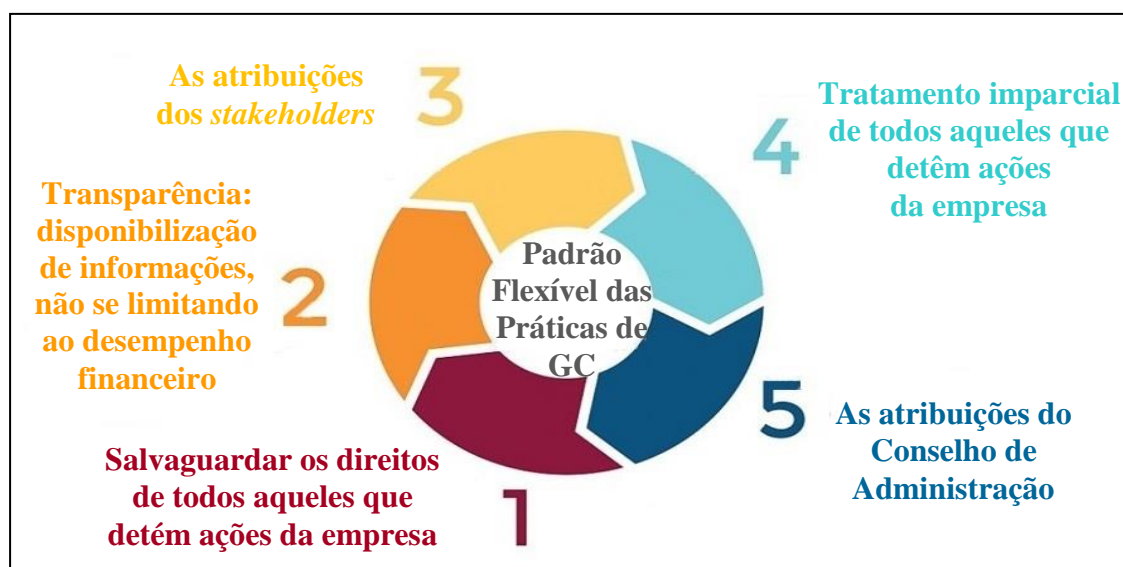 As atribuições
dos stakeholders
3
4
Tratamento imparcial
de todos aqueles que
detêm ações
da empresa
Transparência:
disponibilização
de informações,
não se limitando
ao desempenho
financeiro
2
Padrão
Flexível das
Práticas de
GC
5
As atribuições do
Conselho de
Administração
Salvaguardar os direitos
de todos aqueles que
detém ações da empresa
1